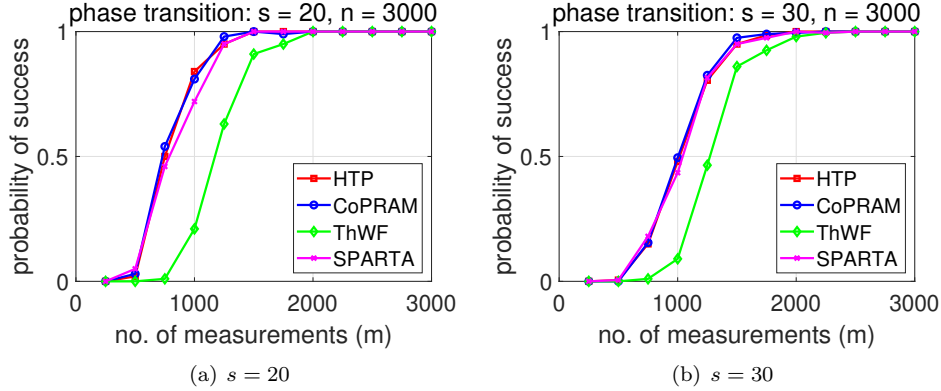 phase transition: s = 20, n = 3000
probability of success
1
0.5
0
HTP
CoPRAM
ThWF
SPARTA
0 1000 2000 3000
no. of measurements (m)
(a) s = 20
phase transition: s = 30, n = 3000
probability of success
1
0.5
0
HTP
CoPRAM
ThWF
SPARTA
0 1000 2000 3000
no. of measurements (m)
(b) s = 30